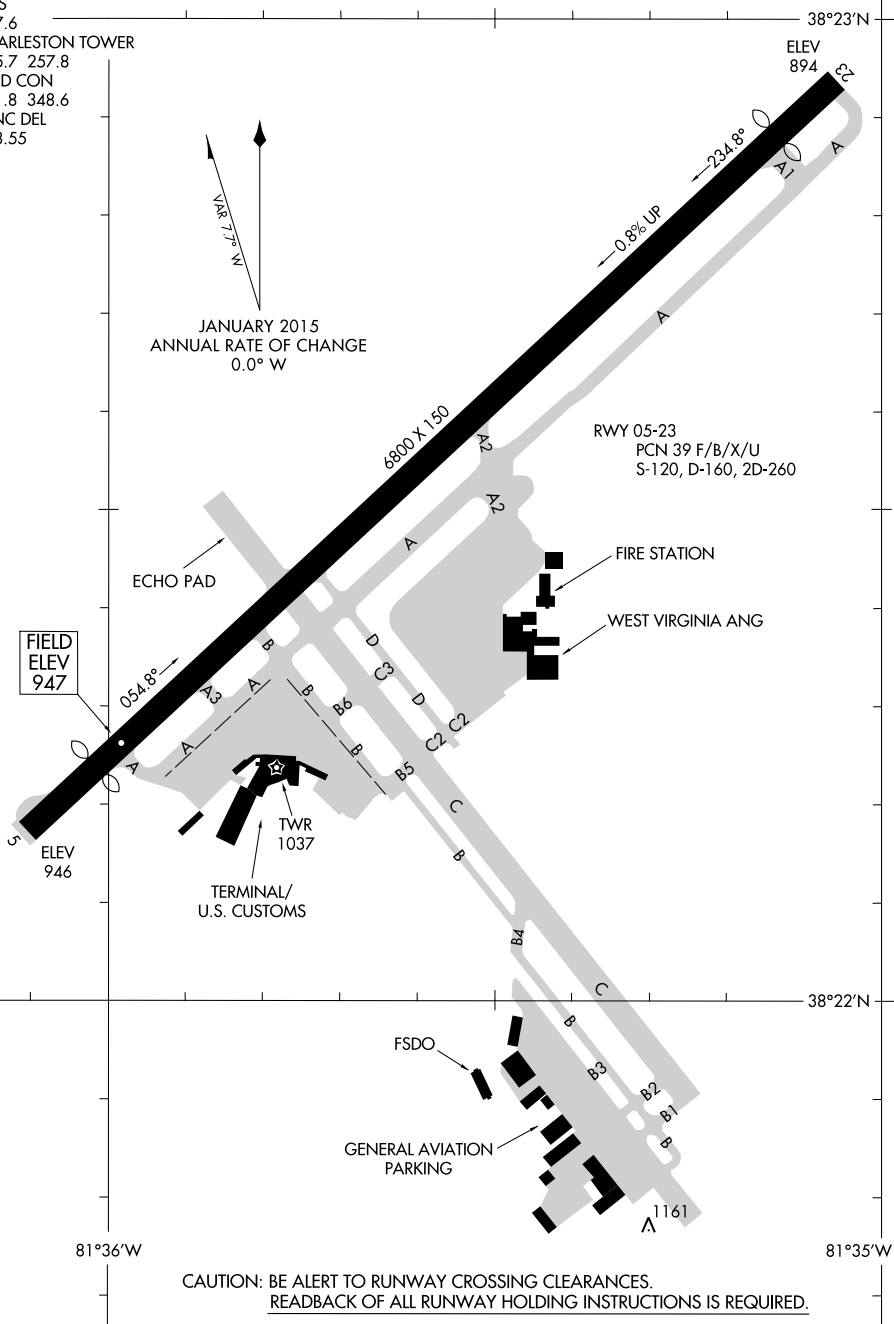 38°23'N
ARLESTON TOWER
5.7 257.8
D CON
.8 348.6
NC DEL
3.55
ELEV
894
23
A
A1
234.8°
0.8% UP
A
VAR 7.7° W
JANUARY 2015
ANNUAL RATE OF CHANGE
0.0° W
6800 X 150
A2
A2
RWY 05-23
PCN 39 F/B/X/U
S-120, D-160, 2D-260
A
ECHO PAD
FIRE STATION
WEST VIRGINIA ANG
FIELD
ELEV
947
054.8°
A3
A
A
A
B
B
B6
B
B5
D
C3
D
C2
C2
C
B
TWR
1037
5
ELEV
946
TERMINAL/
U.S. CUSTOMS
B4
C
38°22'N
B
B3
B2
B1
B
FSDO
GENERAL AVIATION
PARKING
1161
81°36'W
81°35'W
CAUTION: BE ALERT TO RUNWAY CROSSING CLEARANCES.
READBACK OF ALL RUNWAY HOLDING INSTRUCTIONS IS REQUIRED.